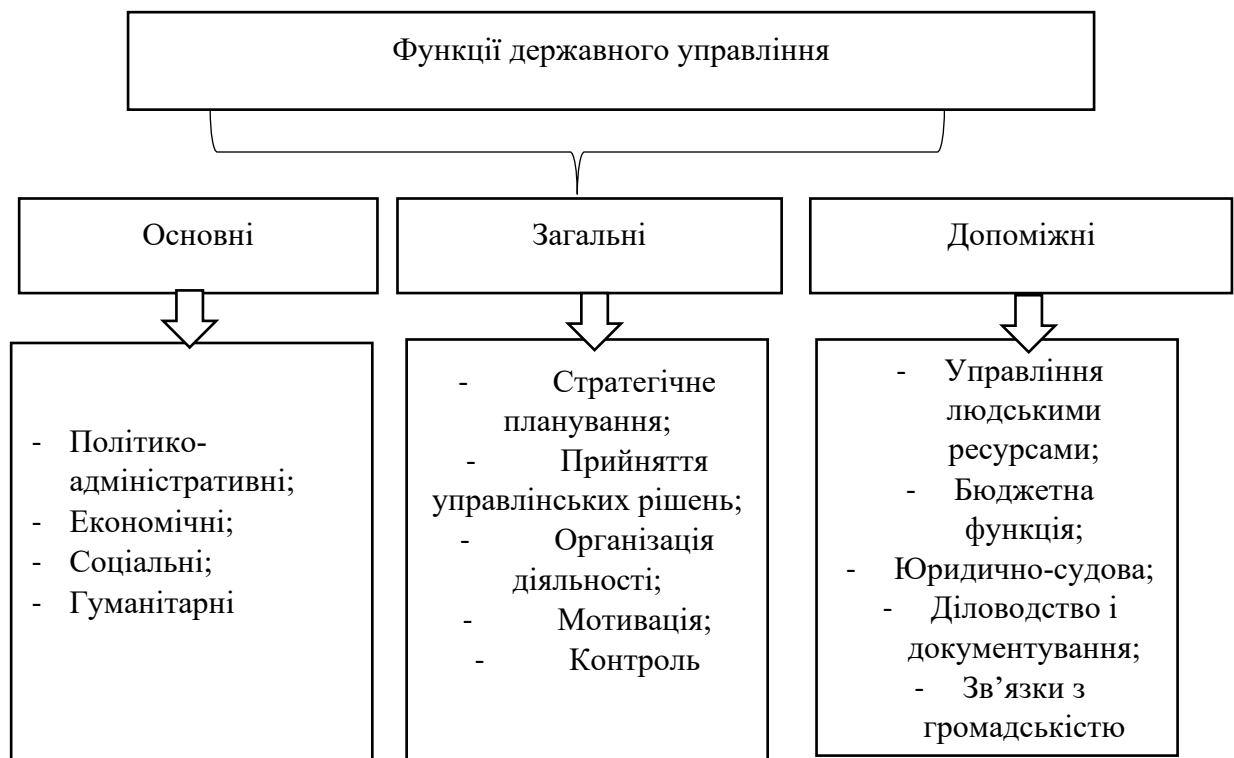 Функції державного управління
Основні
Загальні
Допоміжні
- Політико-
адміністративні;
- Економічні;
- Соціальні;
- Гуманітарні
- Стратегічне
планування;
- Прийняття
управлінських рішень;
- Організація
діяльності;
- Мотивація;
- Контроль
- Управління
людськими
ресурсами;
- Бюджетна
функція;
- Юридично-судова;
- Діловодство і
документування;
- Зв’язки з
громадськістю